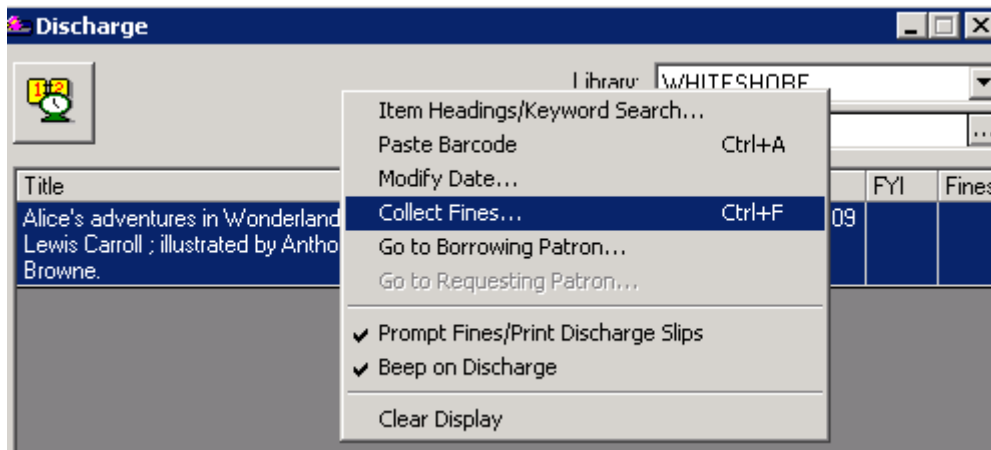 Discharge
1#2
Library: WHITESHORE
Item Headings/Keyword Search...
Paste Barcode Ctrl+A
...
Modify Date...
Title FYI Fines
Collect Fines... Ctrl+F
Alice's adventures in Wonderland 09
Lewis Carroll ; illustrated by Antho
Browne.
Go to Borrowing Patron...
Go to Requesting Patron...
Prompt Fines/Print Discharge Slips
Beep on Discharge
Clear Display